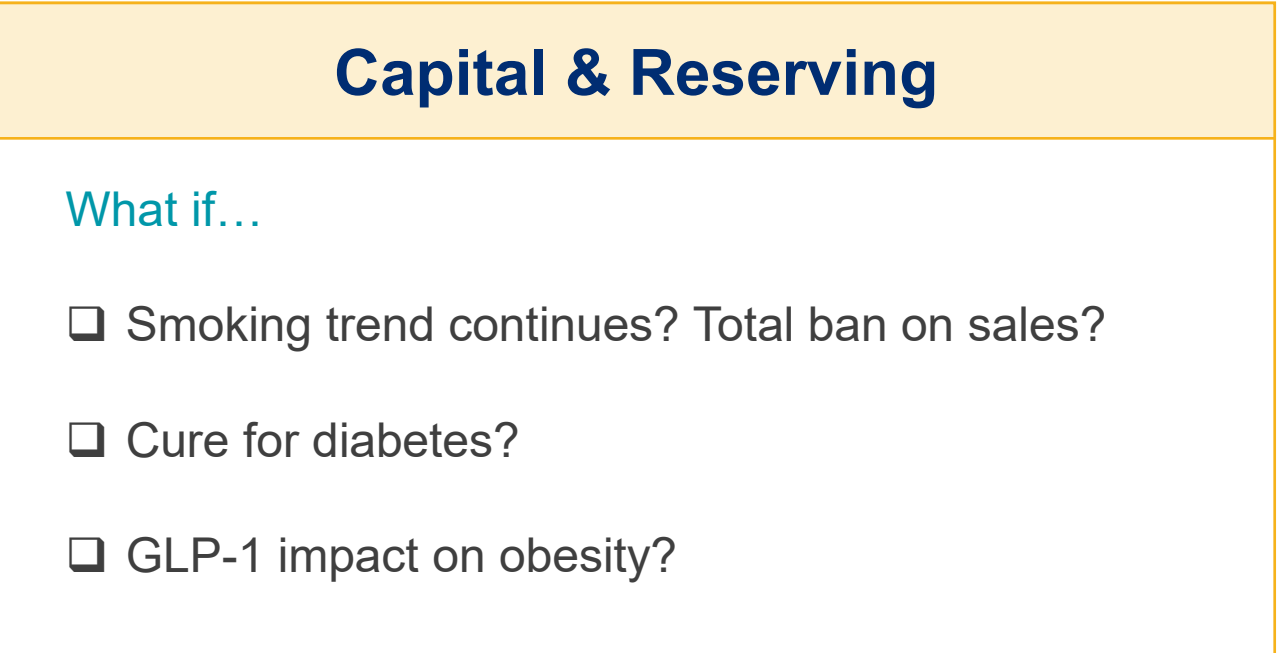 Capital & Reserving
What if…
❑ Smoking trend continues? Total ban on sales?
❑ Cure for diabetes?
❑ GLP-1 impact on obesity?